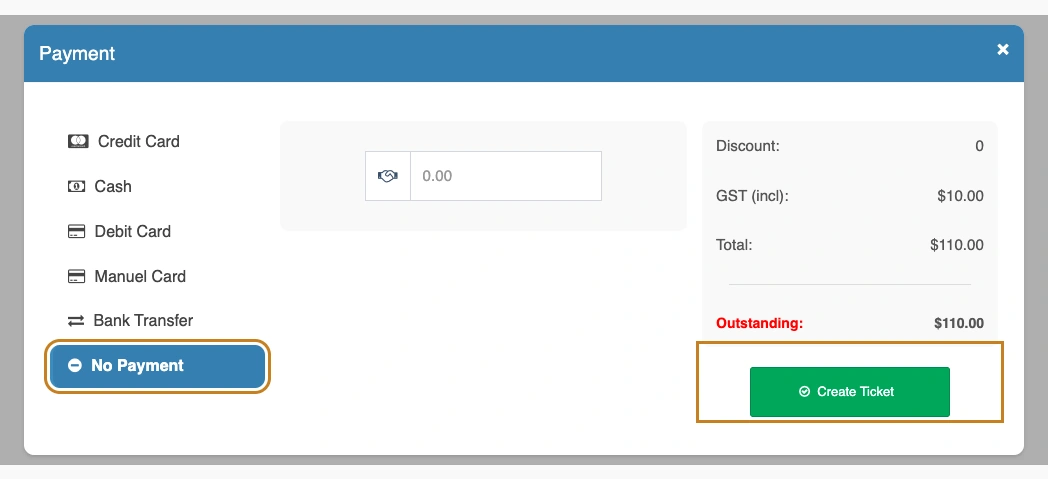 Payment
×
Credit Card
Cash
Debit Card
Manuel Card
Bank Transfer
No Payment
0.00
Discount: 0
GST (incl): $10.00
Total: $110.00
Outstanding: $110.00
Create Ticket